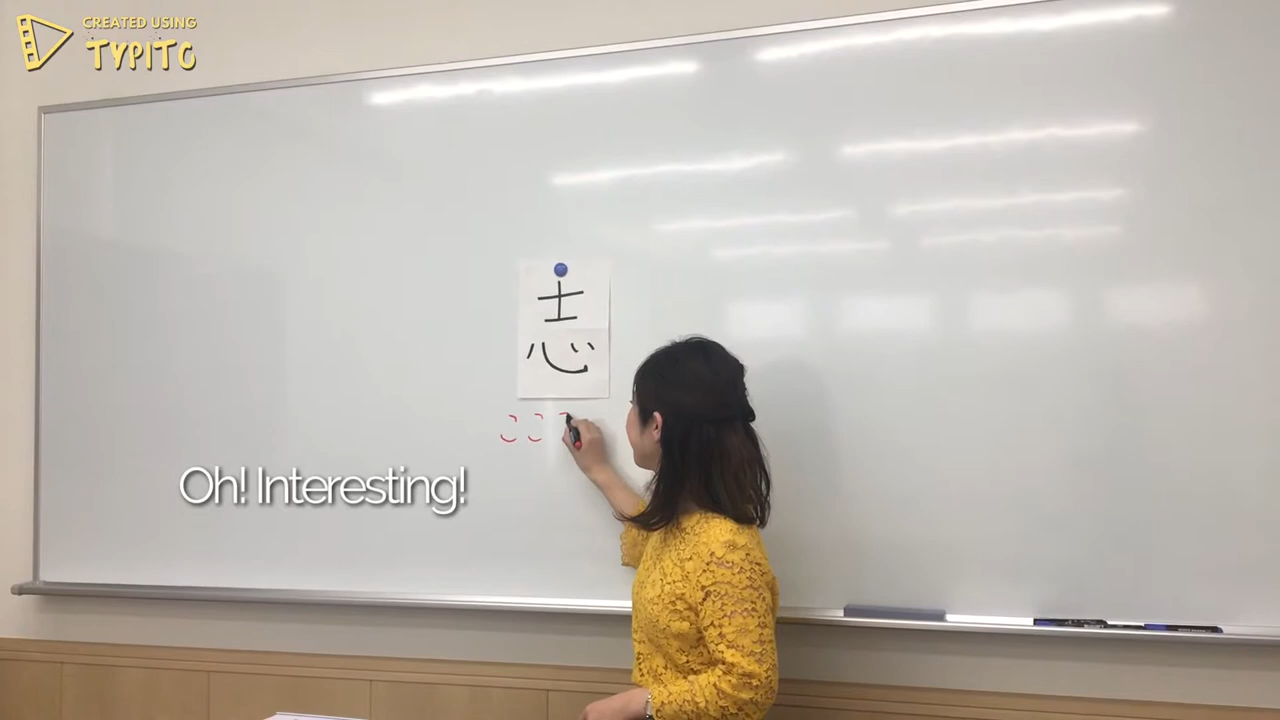 CREATED USING
TYPITO
志
ここ
Oh! Interesting!